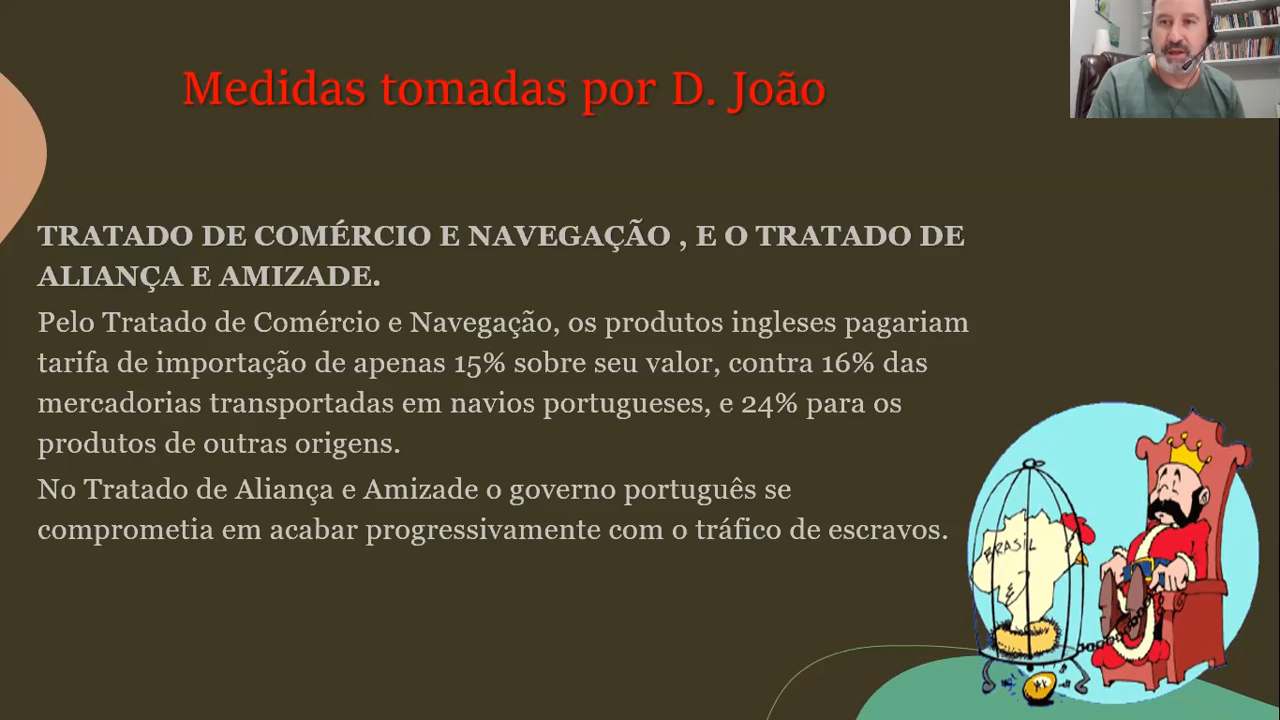 Medidas tomadas por D. João
TRATADO DE COMÉRCIO E NAVEGAÇÃO , E O TRATADO DE
ALIANÇA E AMIZADE.
Pelo Tratado de Comércio e Navegação, os produtos ingleses pagariam
tarifa de importação de apenas 15% sobre seu valor, contra 16% das
mercadorias transportadas em navios portugueses, e 24% para os
produtos de outras origens.
No Tratado de Aliança e Amizade o governo português se
comprometia em acabar progressivamente com o tráfico de escravos.
BRASIL